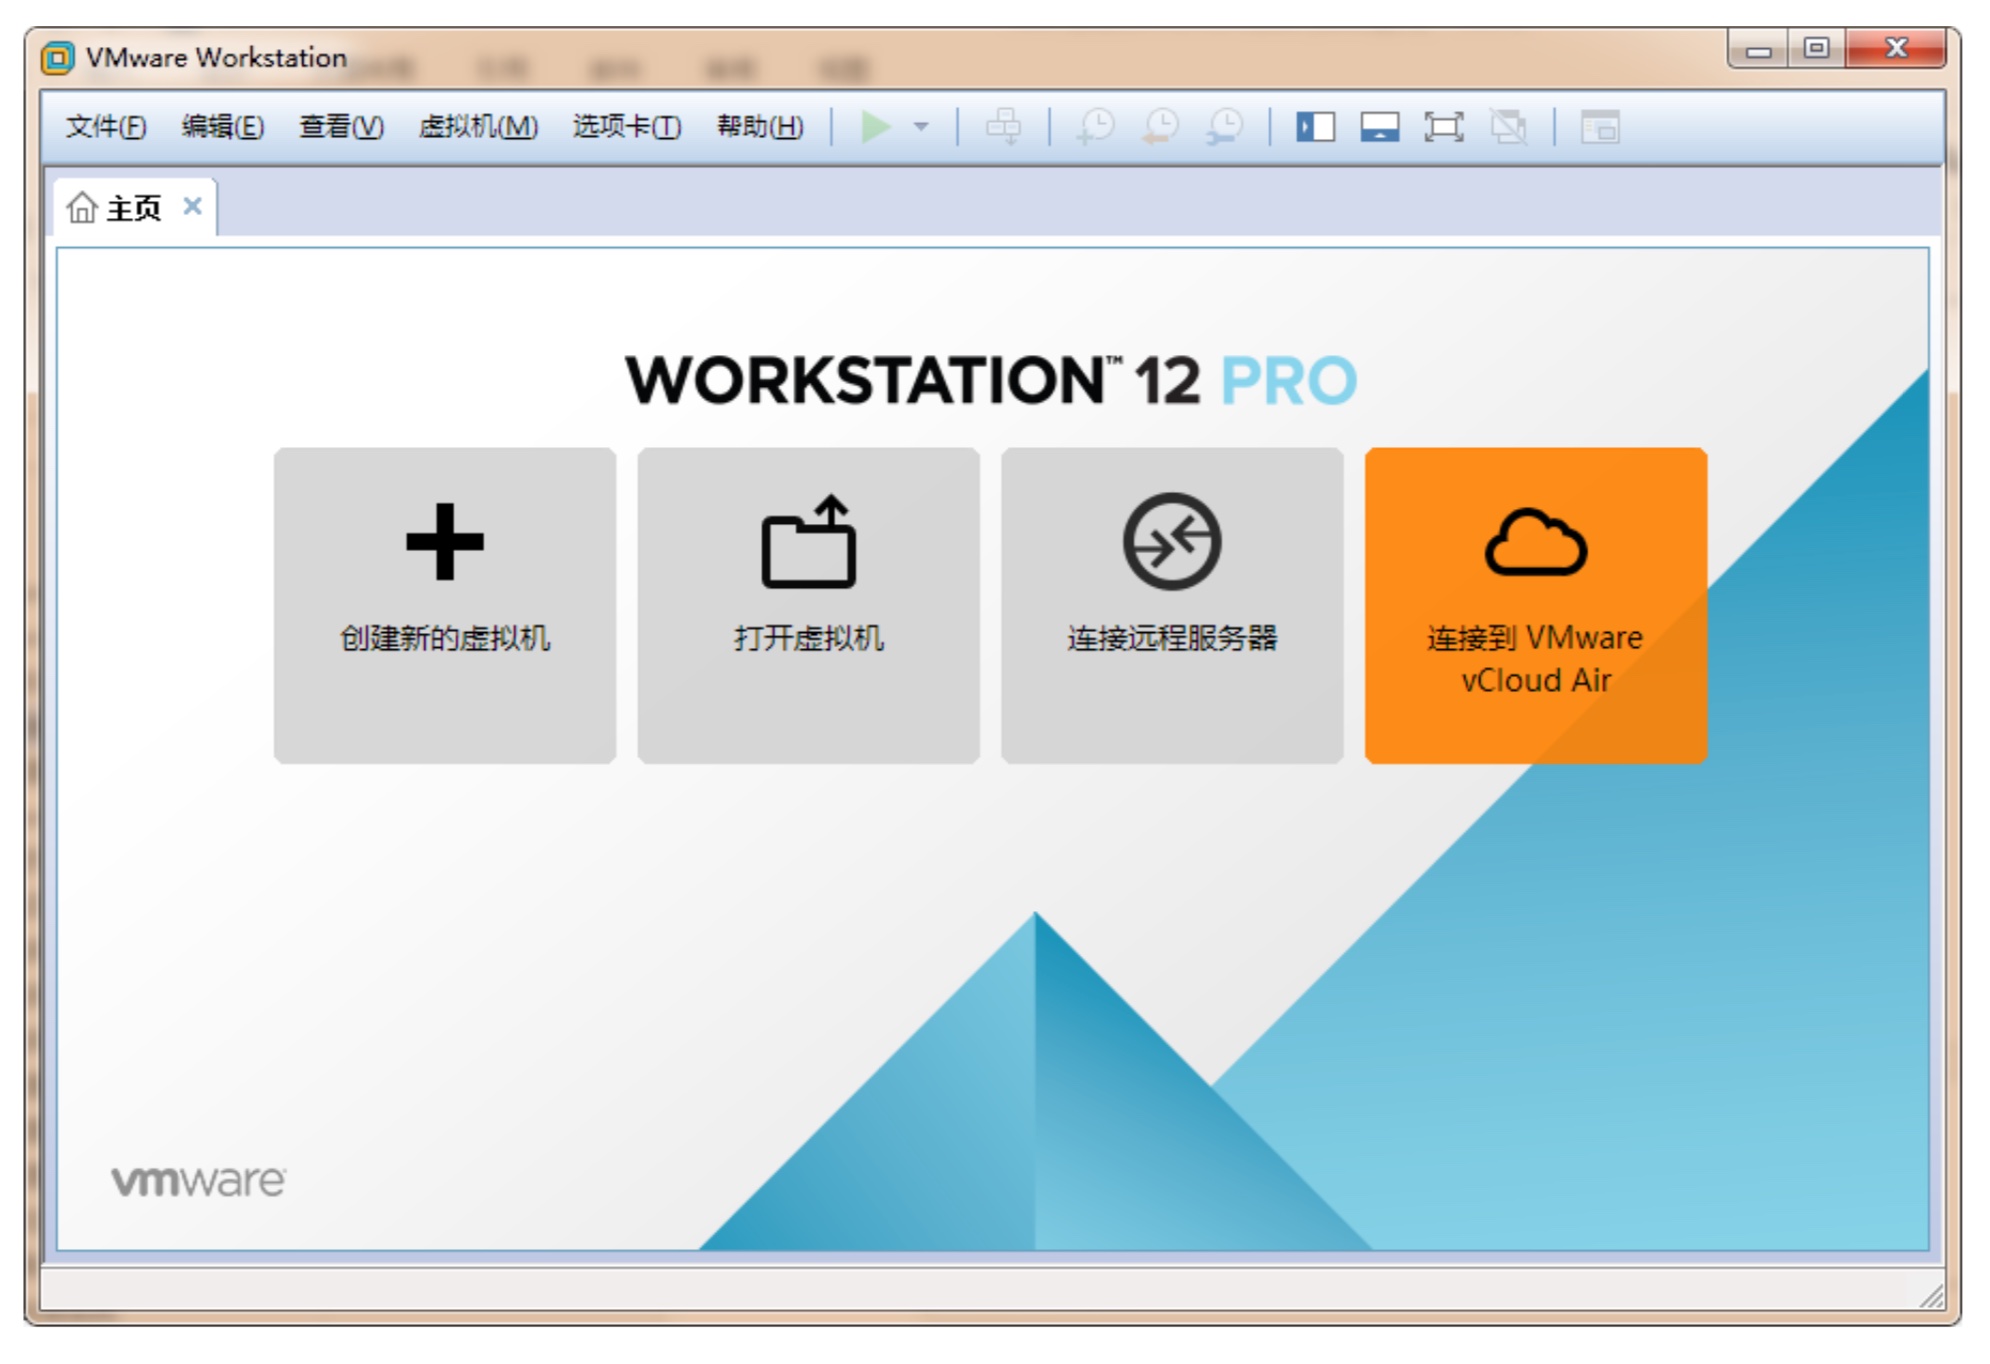 VMware Workstation
文件(F) 编辑(E) 查看(V) 虚拟机(M) 选项卡(T) 帮助(H)
主页
WORKSTATION™ 12 PRO
创建新的虚拟机
打开虚拟机
连接远程服务器
连接到 VMware
vCloud Air
vmware